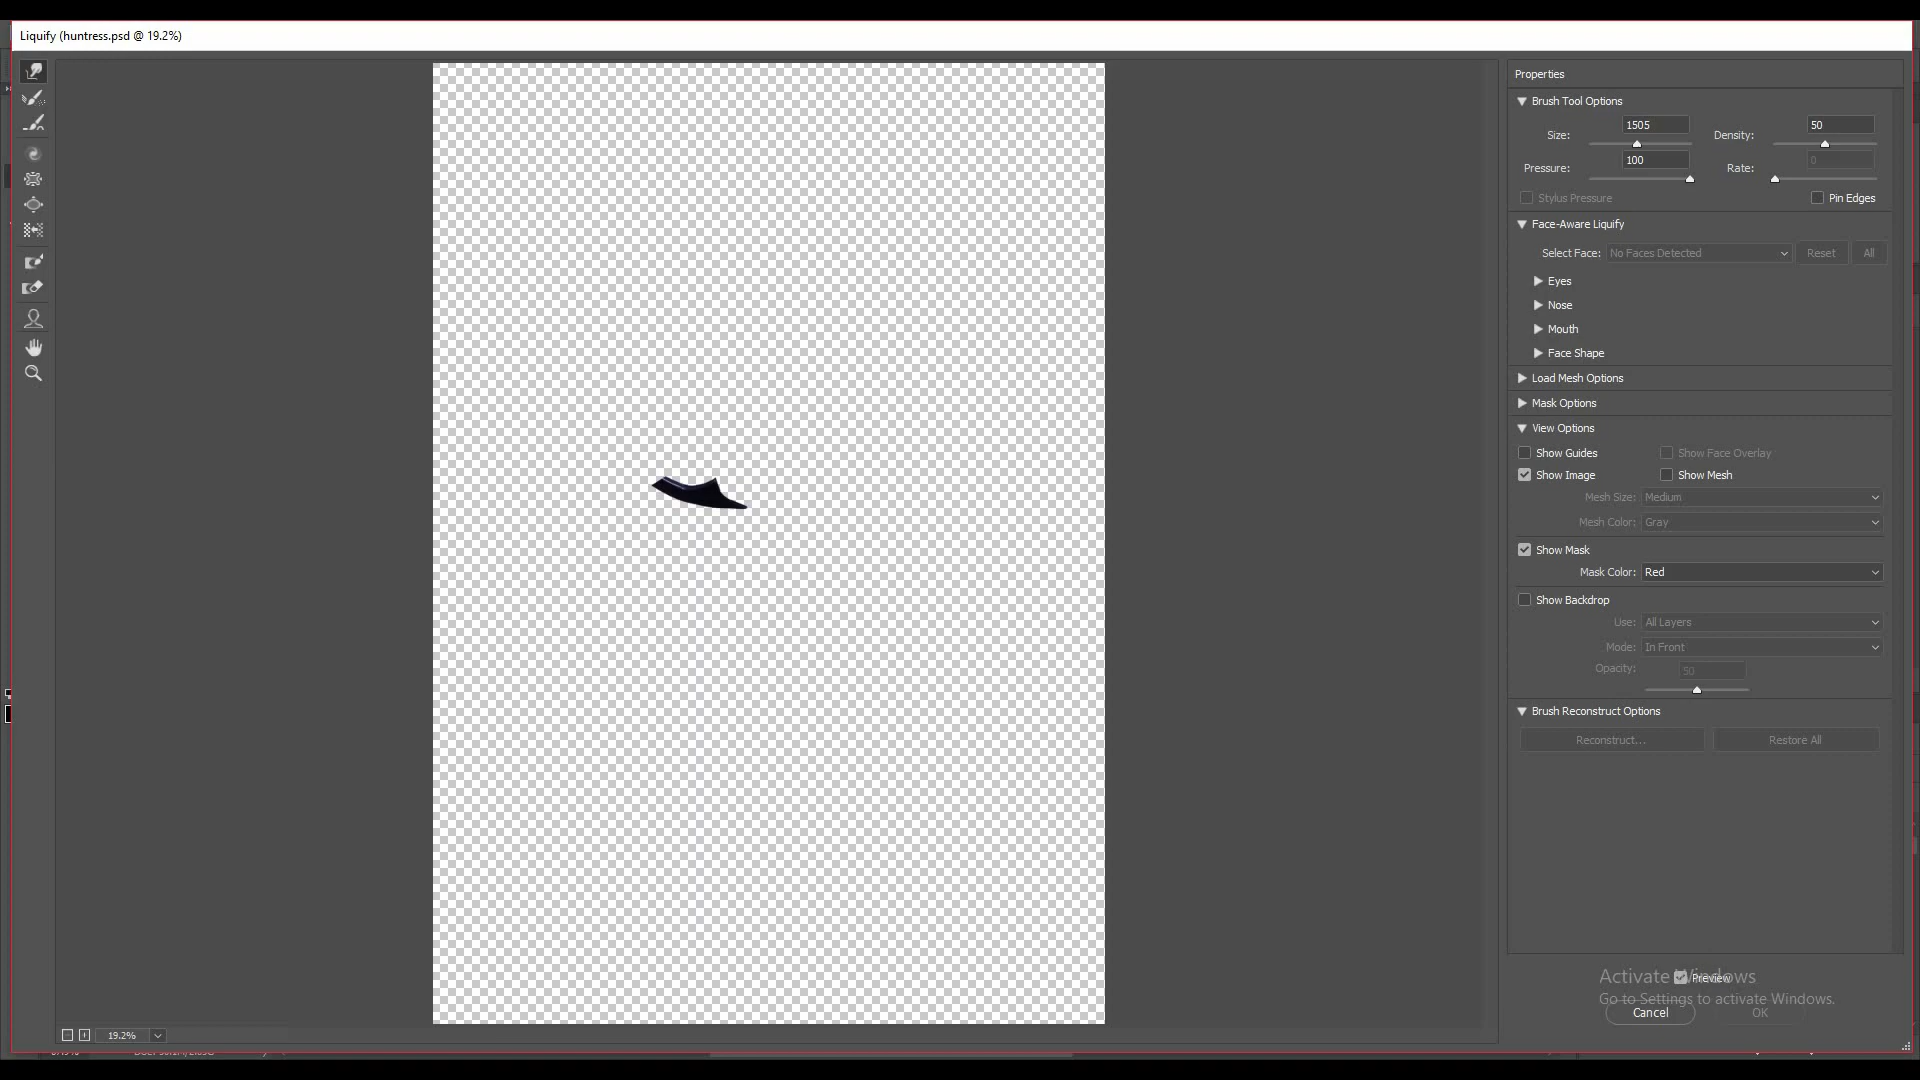 Liquify (huntress.psd @ 19.2%)
Properties
Brush Tool Options
Size: 1505 Density: 50
Pressure: 100 Rate: 0
Stylus Pressure Pin Edges
Face-Aware Liquify
Select Face: No Faces Detected Reset All
Eyes
Nose
Mouth
Face Shape
Load Mesh Options
Mask Options
View Options
Show Guides Show Face Overlay
Show Image Show Mesh
Mesh Size: Medium
Mesh Color: Gray
Show Mask
Mask Color: Red
Show Backdrop
Use: All Layers
Mode: In Front
Opacity: 50
Brush Reconstruct Options
Reconstruct... Restore All
Activate Windows
Preview
Go to Settings to activate Windows.
Cancel OK
19.2%